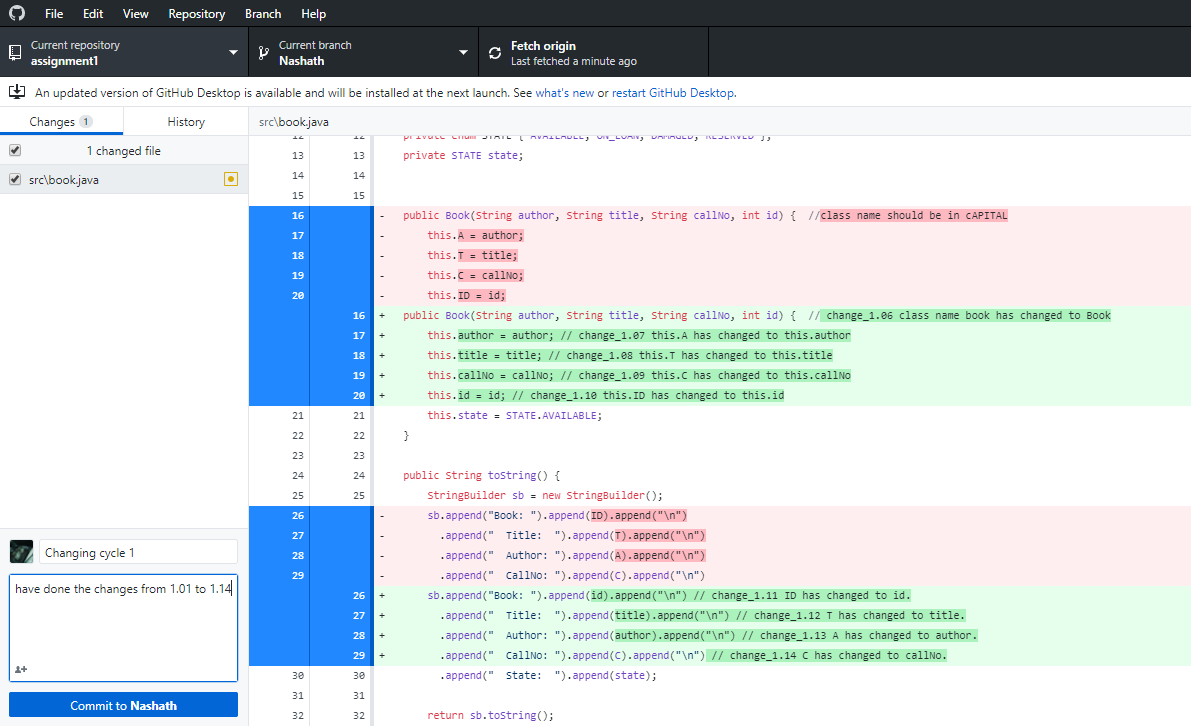 File Edit View Repository Branch Help
Current repository
assignment1
Current branch
Nashath
Fetch origin
Last fetched a minute ago
An updated version of GitHub Desktop is available and will be installed at the next launch. See what's new or restart GitHub Desktop.
Changes 1 History
1 changed file
src\book.java
src\book.java
12 12 private enum STATE { AVAILABLE, ON_LOAN, DAMAGED, RESERVED };
13 13 private STATE state;
14 14
15 15
16 - public Book(String author, String title, String callNo, int id) { //class name should be in cAPITAL
17 - this.A = author;
18 - this.T = title;
19 - this.C = callNo;
20 - this.ID = id;
16 + public Book(String author, String title, String callNo, int id) { // change_1.06 class name book has changed to Book
17 + this.author = author; // change_1.07 this.A has changed to this.author
18 + this.title = title; // change_1.08 this.T has changed to this.title
19 + this.callNo = callNo; // change_1.09 this.C has changed to this.callNo
20 + this.id = id; // change_1.10 this.ID has changed to this.id
21 21 this.state = STATE.AVAILABLE;
22 22 }
23 23
24 24 public String toString() {
25 25 StringBuilder sb = new StringBuilder();
26 - sb.append("Book: ").append(ID).append("\n")
27 - .append("  Title:  ").append(T).append("\n")
28 - .append("  Author: ").append(A).append("\n")
29 - .append("  CallNo: ").append(C).append("\n")
26 + sb.append("Book: ").append(id).append("\n") // change_1.11 ID has changed to id.
27 + .append("  Title:  ").append(title).append("\n") // change_1.12 T has changed to title.
28 + .append("  Author: ").append(author).append("\n") // change_1.13 A has changed to author.
29 + .append("  CallNo: ").append(C).append("\n") // change_1.14 C has changed to callNo.
30 30 .append("  State:  ").append(state);
31 31
32 32 return sb.toString();
Changing cycle 1
have done the changes from 1.01 to 1.14
Commit to Nashath